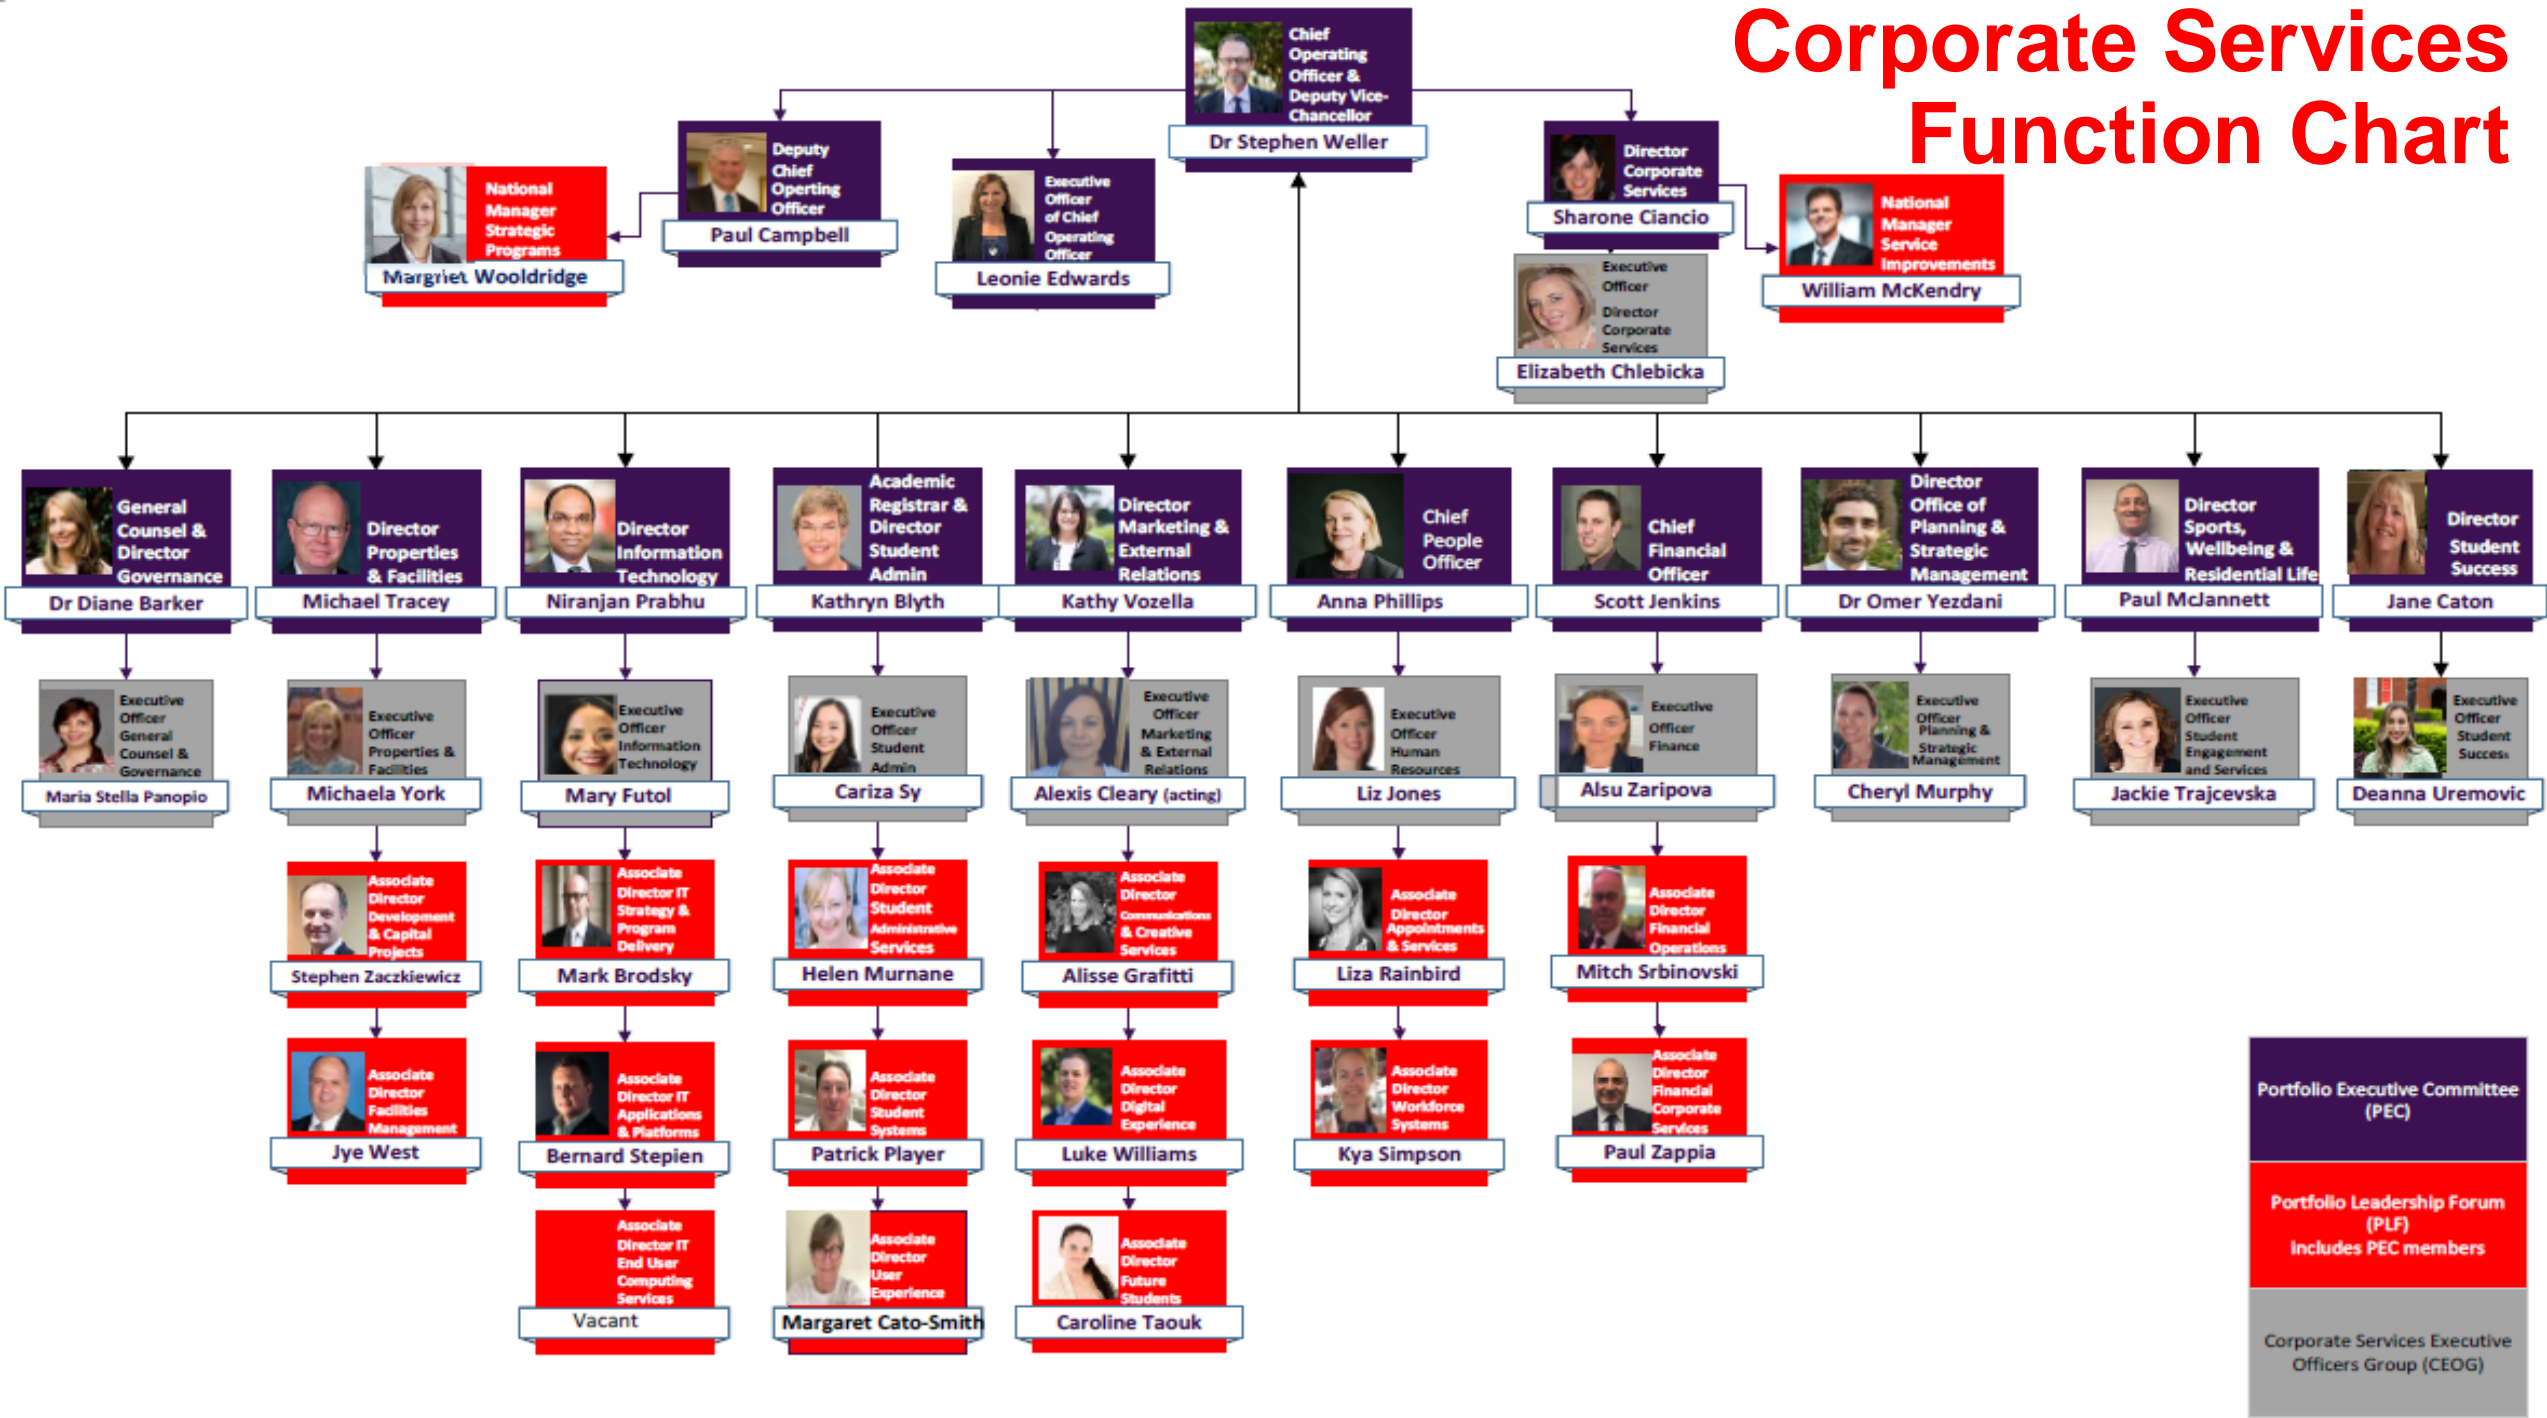 Corporate Services
Function Chart
Chief
Operating
Officer &
Deputy Vice-
Chancellor
Dr Stephen Weller
Deputy
Chief
Operting
Officer
Paul Campbell
National
Manager
Strategic
Programs
Margriet Wooldridge
Executive
Officer
of Chief
Operating
Officer
Leonie Edwards
Director
Corporate
Services
Sharone Ciancio
National
Manager
Service
Improvements
William McKendry
Executive
Officer
Director
Corporate
Services
Elizabeth Chlebicka
General
Counsel &
Director
Governance
Dr Diane Barker
Director
Properties
& Facilities
Michael Tracey
Director
Information
Technology
Niranjan Prabhu
Academic
Registrar &
Director
Student
Admin
Kathryn Blyth
Director
Marketing &
External
Relations
Kathy Vozella
Chief
People
Officer
Anna Phillips
Chief
Financial
Officer
Scott Jenkins
Director
Office of
Planning &
Strategic
Management
Dr Omer Yezdani
Director
Sports,
Wellbeing &
Residential Life
Paul McJannett
Director
Student
Success
Jane Caton
Executive
Officer
General
Counsel &
Governance
Maria Stella Panopio
Executive
Officer
Properties &
Facilities
Michaela York
Executive
Officer
Information
Technology
Mary Futol
Executive
Officer
Student
Admin
Cariza Sy
Executive
Officer
Marketing
& External
Relations
Alexis Cleary (acting)
Executive
Officer
Human
Resources
Liz Jones
Executive
Officer
Finance
Alsu Zaripova
Executive
Officer
Planning &
Strategic
Management
Cheryl Murphy
Executive
Officer
Student
Engagement
and Services
Jackie Trajcevska
Executive
Officer
Student
Success
Deanna Uremovic
Associate
Director
Development
& Capital
Projects
Stephen Zaczkiewicz
Associate
Director IT
Strategy &
Program
Delivery
Mark Brodsky
Associate
Director
Student
Administrative
Services
Helen Murnane
Associate
Director
Communications
& Creative
Services
Alisse Grafitti
Associate
Director
Appointments
& Services
Liza Rainbird
Associate
Director
Financial
Operations
Mitch Srbinovski
Associate
Director
Facilities
Management
Jye West
Associate
Director IT
Applications
& Platforms
Bernard Stepien
Associate
Director
Student
Systems
Patrick Player
Associate
Director
Digital
Experience
Luke Williams
Associate
Director
Workforce
Systems
Kya Simpson
Associate
Director
Financial
Corporate
Services
Paul Zappia
Associate
Director IT
End User
Computing
Services
Vacant
Associate
Director
User
Experience
Margaret Cato-Smith
Associate
Director
Future
Students
Caroline Taouk
Portfolio Executive Committee
(PEC)
Portfolio Leadership Forum
(PLF)
includes PEC members
Corporate Services Executive
Officers Group (CEOG)